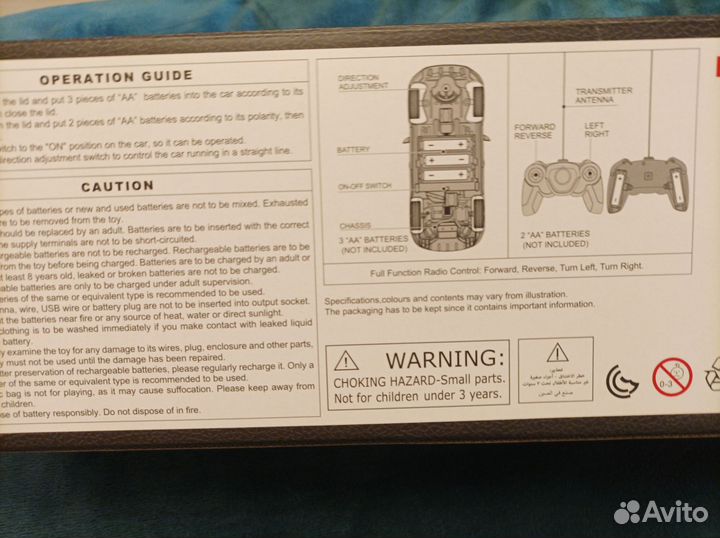 OPERATION GUIDE
the lid and put 3 pieces of "AA" batteries into the car according to its
close the lid.
the lid and put 2 pieces of "AA" batteries according to its polarity, then
witch to the "ON" position on the car, so it can be operated.
direction adjustment switch to control the car running in a straight line.
CAUTION
pes of batteries or new and used batteries are not to be mixed. Exhausted
re to be removed from the toy.
hould be replaced by an adult. Batteries are to be inserted with the correct
he supply terminals are not to be short-circuited.
argeable batteries are not to be recharged. Rechargeable batteries are to be
from the toy before being charged. Batteries are to be charged by an adult or
t least 8 years old, leaked or broken batteries are not to be charged.
able batteries are only to be charged under adult supervision.
eries of the same or equivalent type is recommended to be used.
nna, wire, USB wire or battery plug are not to be inserted into output socket.
t the batteries near fire or any source of heat, water or direct sunlight.
clothing is to be washed immediately if you make contact with leaked liquid
battery.
y examine the toy for any damage to its wires, plug, enclosure and other parts,
y must not be used until the damage has been repaired.
tter preservation of rechargeable batteries, please regularly recharge it. Only a
er of the same or equivalent type is recommended to be used.
c bag is not for playing, as it may cause suffocation. Please keep away from
children.
se of battery responsibly. Do not dispose of in fire.
DIRECTION
ADJUSTMENT
BATTERY
ON-OFF SWITCH
CHASSIS
3 "AA" BATTERIES
(NOT INCLUDED)
TRANSMITTER
ANTENNA
FORWARD
REVERSE
LEFT
RIGHT
2 "AA" BATTERIES
(NOT INCLUDED)
Full Function Radio Control: Forward, Reverse, Turn Left, Turn Right.
Specifications,colours and contents may vary from illustration.
The packaging has to be kept since it contains important information.
WARNING:
CHOKING HAZARD-Small parts.
Not for children under 3 years.
تحذير:
خطر الاختناق - أجزاء صغيرة
غير مناسبة للأطفال تحت ٣ سنوات
صنع في الصين
0-3
Avito